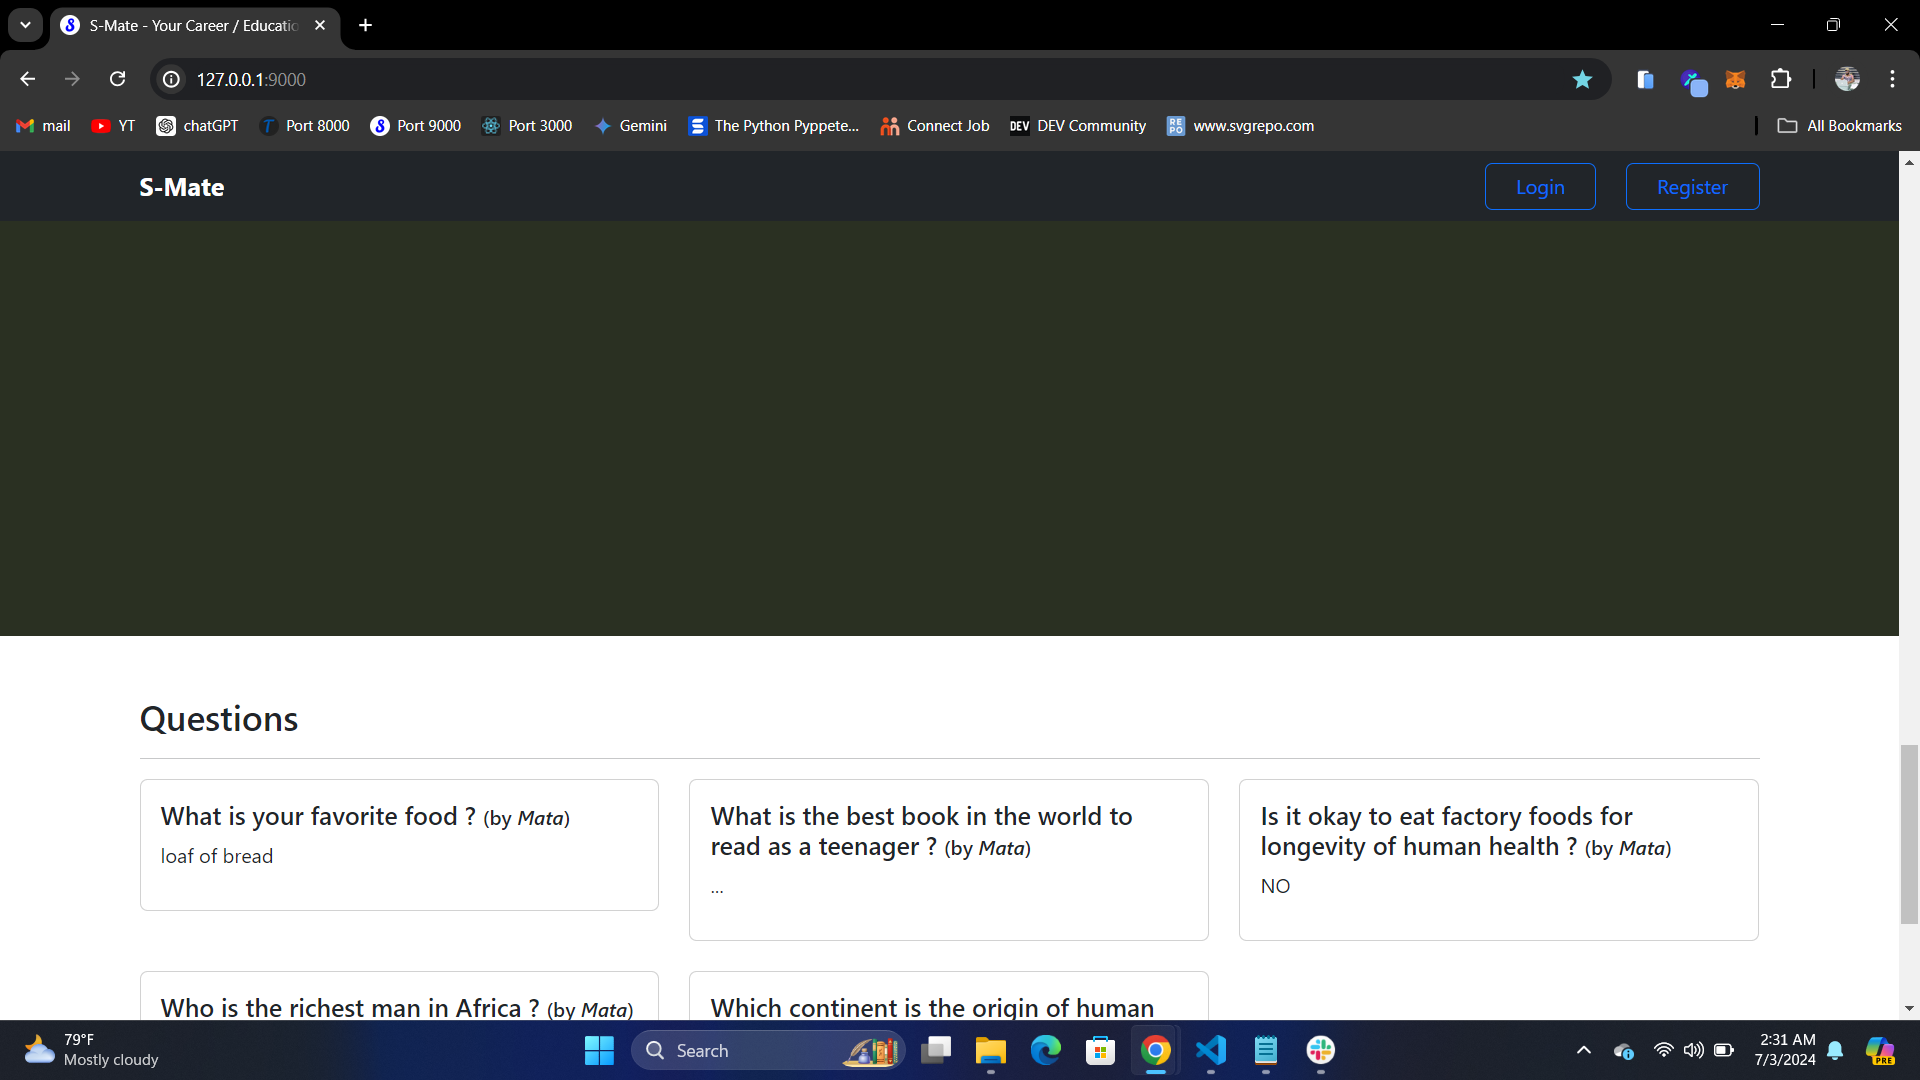 S-Mate - Your Career / Educatio
127.0.0.1:9000
mail YT chatGPT Port 8000 Port 9000 Port 3000 Gemini The Python Pyppete... Connect Job DEV DEV Community RE PO www.svgrepo.com All Bookmarks
S-Mate Login Register
Questions
What is your favorite food ? (by Mata)
loaf of bread
What is the best book in the world to
read as a teenager ? (by Mata)
...
Is it okay to eat factory foods for
longevity of human health ? (by Mata)
NO
Who is the richest man in Africa ? (by Mata)
Which continent is the origin of human
79°F
Mostly cloudy
Search
2:31 AM
7/3/2024
PRE